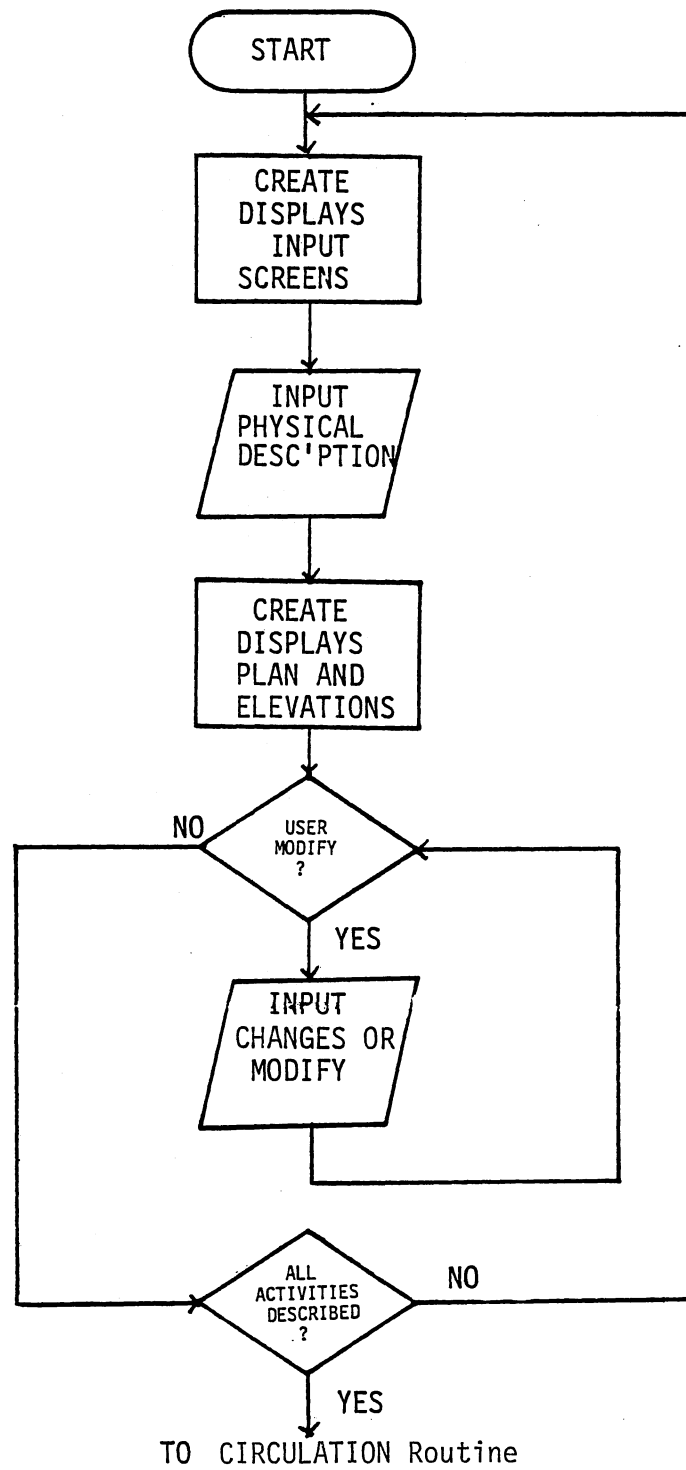 START
CREATE
DISPLAYS
INPUT
SCREENS
INPUT
PHYSICAL
DESC'PTION
CREATE
DISPLAYS
PLAN AND
ELEVATIONS
NO
USER
MODIFY
?
YES
INPUT
CHANGES OR
MODIFY
ALL
ACTIVITIES
DESCRIBED
?
NO
YES
TO CIRCULATION Routine